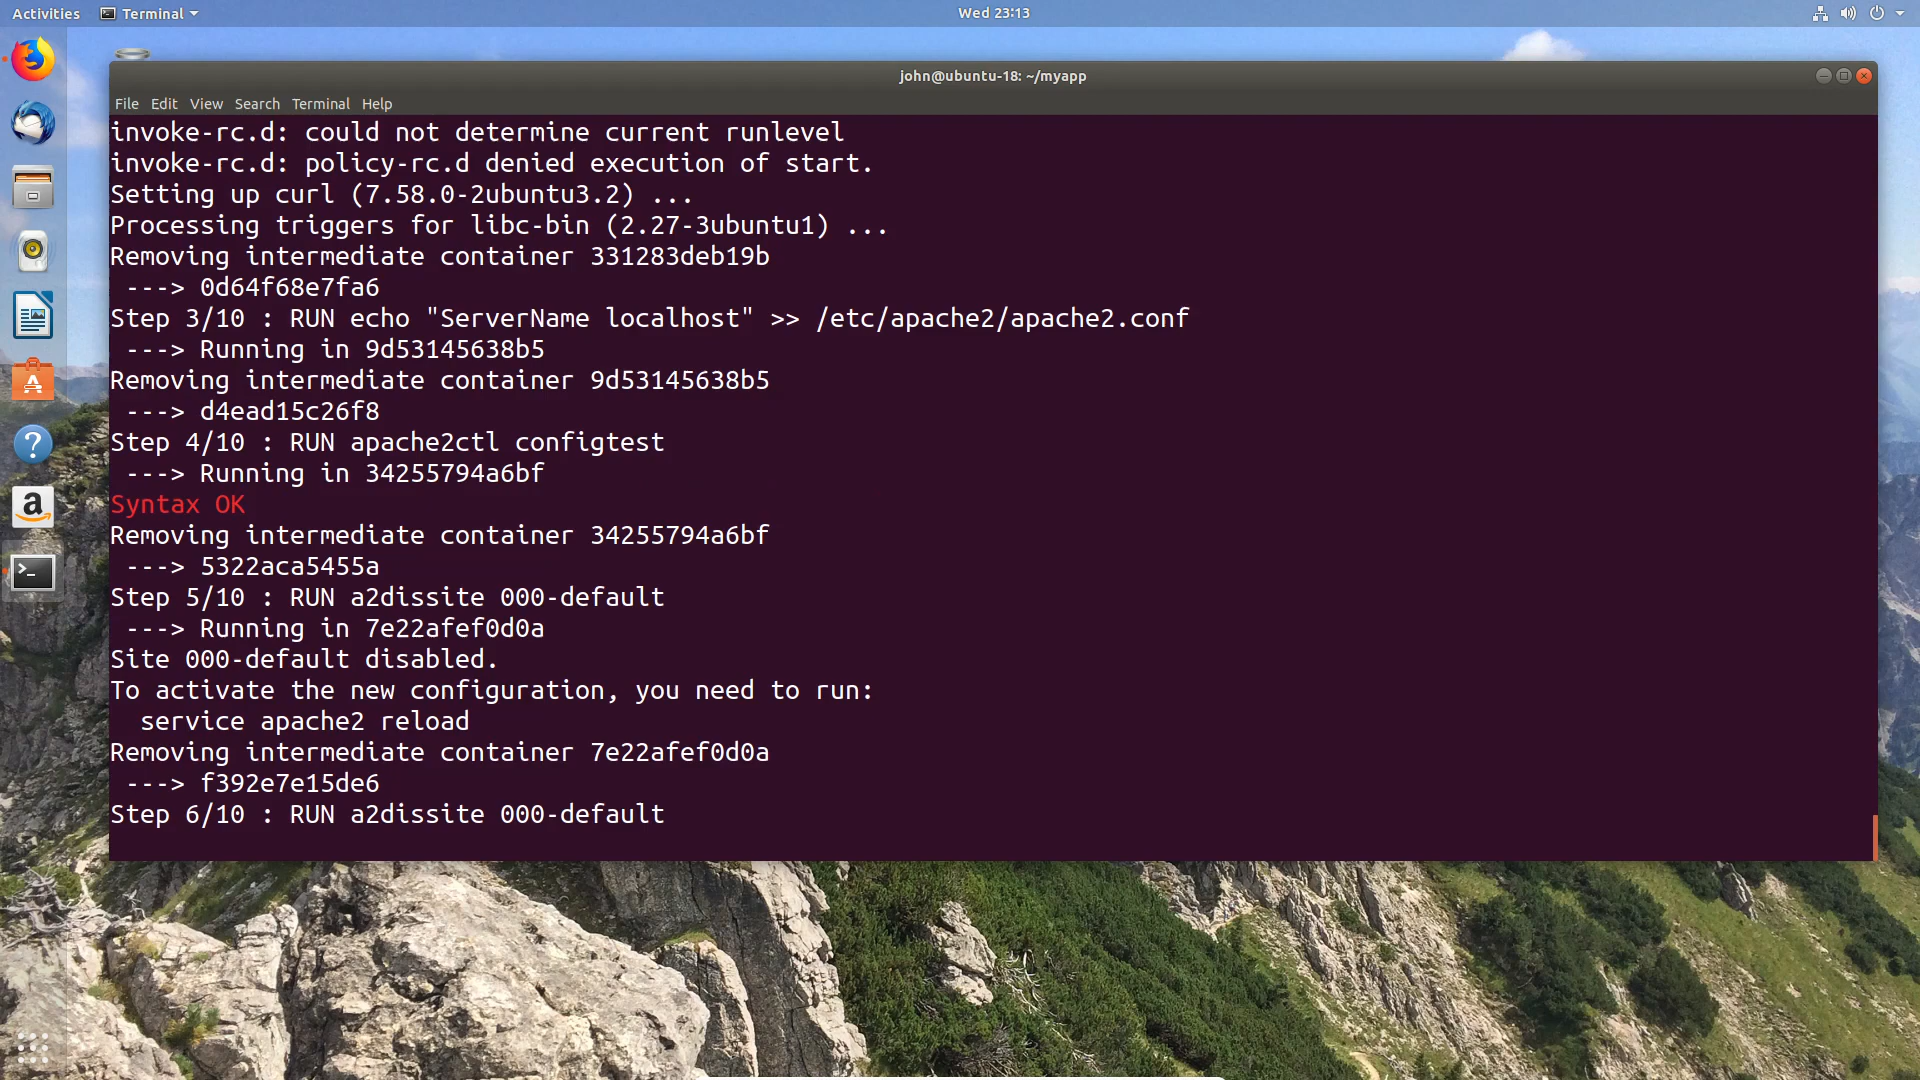 Activities Terminal Wed 23:13
john@ubuntu-18: ~/myapp
File Edit View Search Terminal Help
invoke-rc.d: could not determine current runlevel
invoke-rc.d: policy-rc.d denied execution of start.
Setting up curl (7.58.0-2ubuntu3.2) ...
Processing triggers for libc-bin (2.27-3ubuntu1) ...
Removing intermediate container 331283deb19b
 ---> 0d64f68e7fa6
Step 3/10 : RUN echo "ServerName localhost" >> /etc/apache2/apache2.conf
 ---> Running in 9d53145638b5
Removing intermediate container 9d53145638b5
 ---> d4ead15c26f8
Step 4/10 : RUN apache2ctl configtest
 ---> Running in 34255794a6bf
Syntax OK
Removing intermediate container 34255794a6bf
 ---> 5322aca5455a
Step 5/10 : RUN a2dissite 000-default
 ---> Running in 7e22afef0d0a
Site 000-default disabled.
To activate the new configuration, you need to run:
  service apache2 reload
Removing intermediate container 7e22afef0d0a
 ---> f392e7e15de6
Step 6/10 : RUN a2dissite 000-default